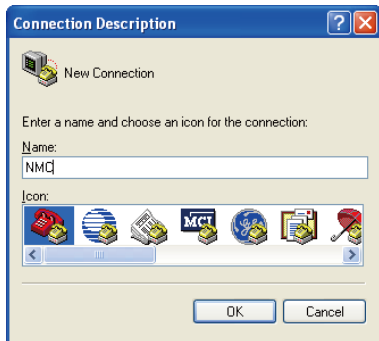 Connection Description
New Connection
Enter a name and choose an icon for the connection:
Name:
NMC
Icon:
MCI
OK
Cancel